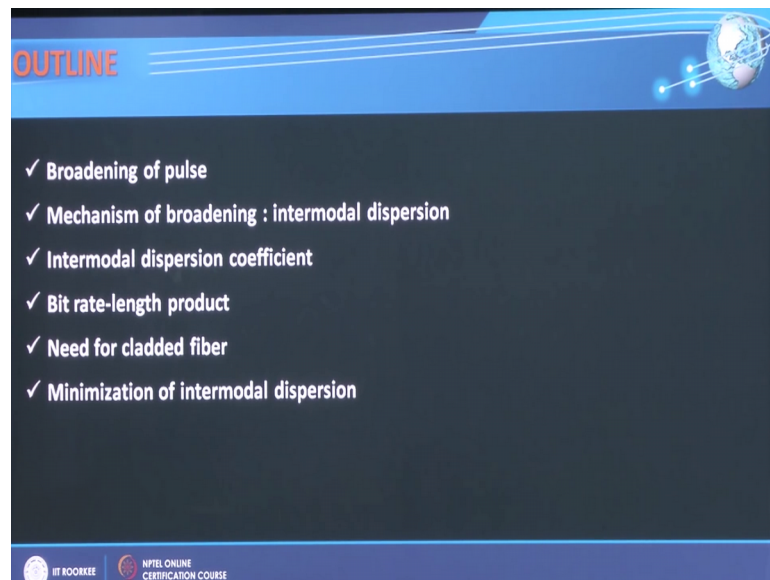 OUTLINE
✓ Broadening of pulse
✓ Mechanism of broadening : intermodal dispersion
✓ Intermodal dispersion coefficient
✓ Bit rate-length product
✓ Need for cladded fiber
✓ Minimization of intermodal dispersion
IIT ROORKEE
NPTEL ONLINE
CERTIFICATION COURSE